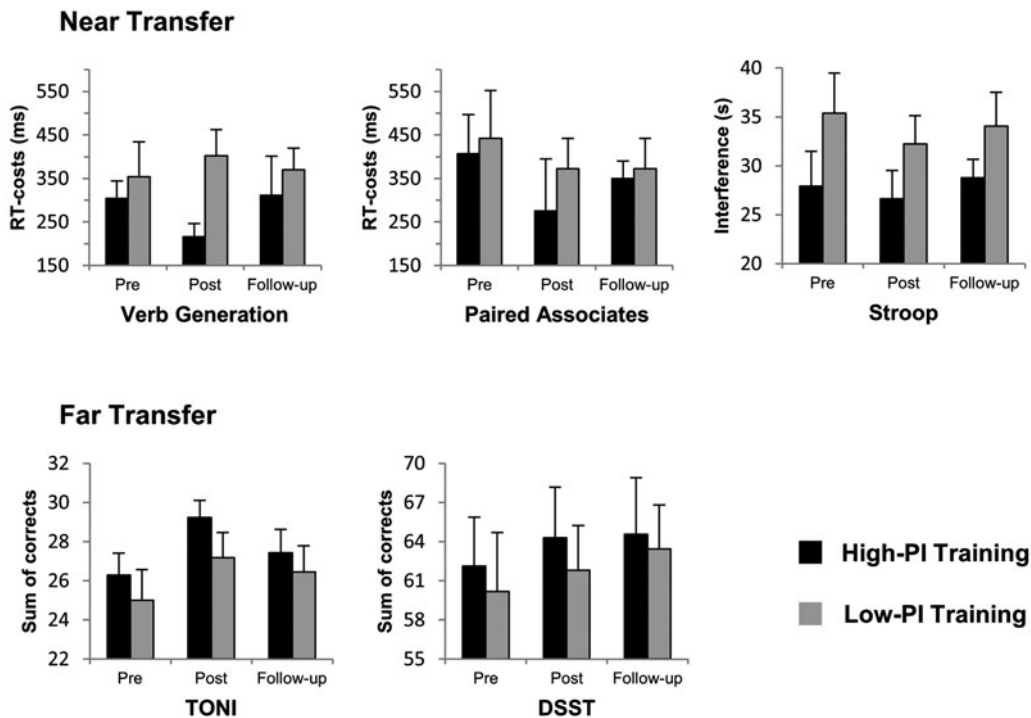 Near Transfer
RT-costs (ms)
550
450
350
250
150
Pre Post Follow-up
Verb Generation
RT-costs (ms)
550
450
350
250
150
Pre Post Follow-up
Paired Associates
Interference (s)
40
35
30
25
20
Pre Post Follow-up
Stroop
Far Transfer
Sum of corrects
32
30
28
26
24
22
Pre Post Follow-up
TONI
Sum of corrects
70
67
64
61
58
55
Pre Post Follow-up
DSST
High-PI Training
Low-PI Training